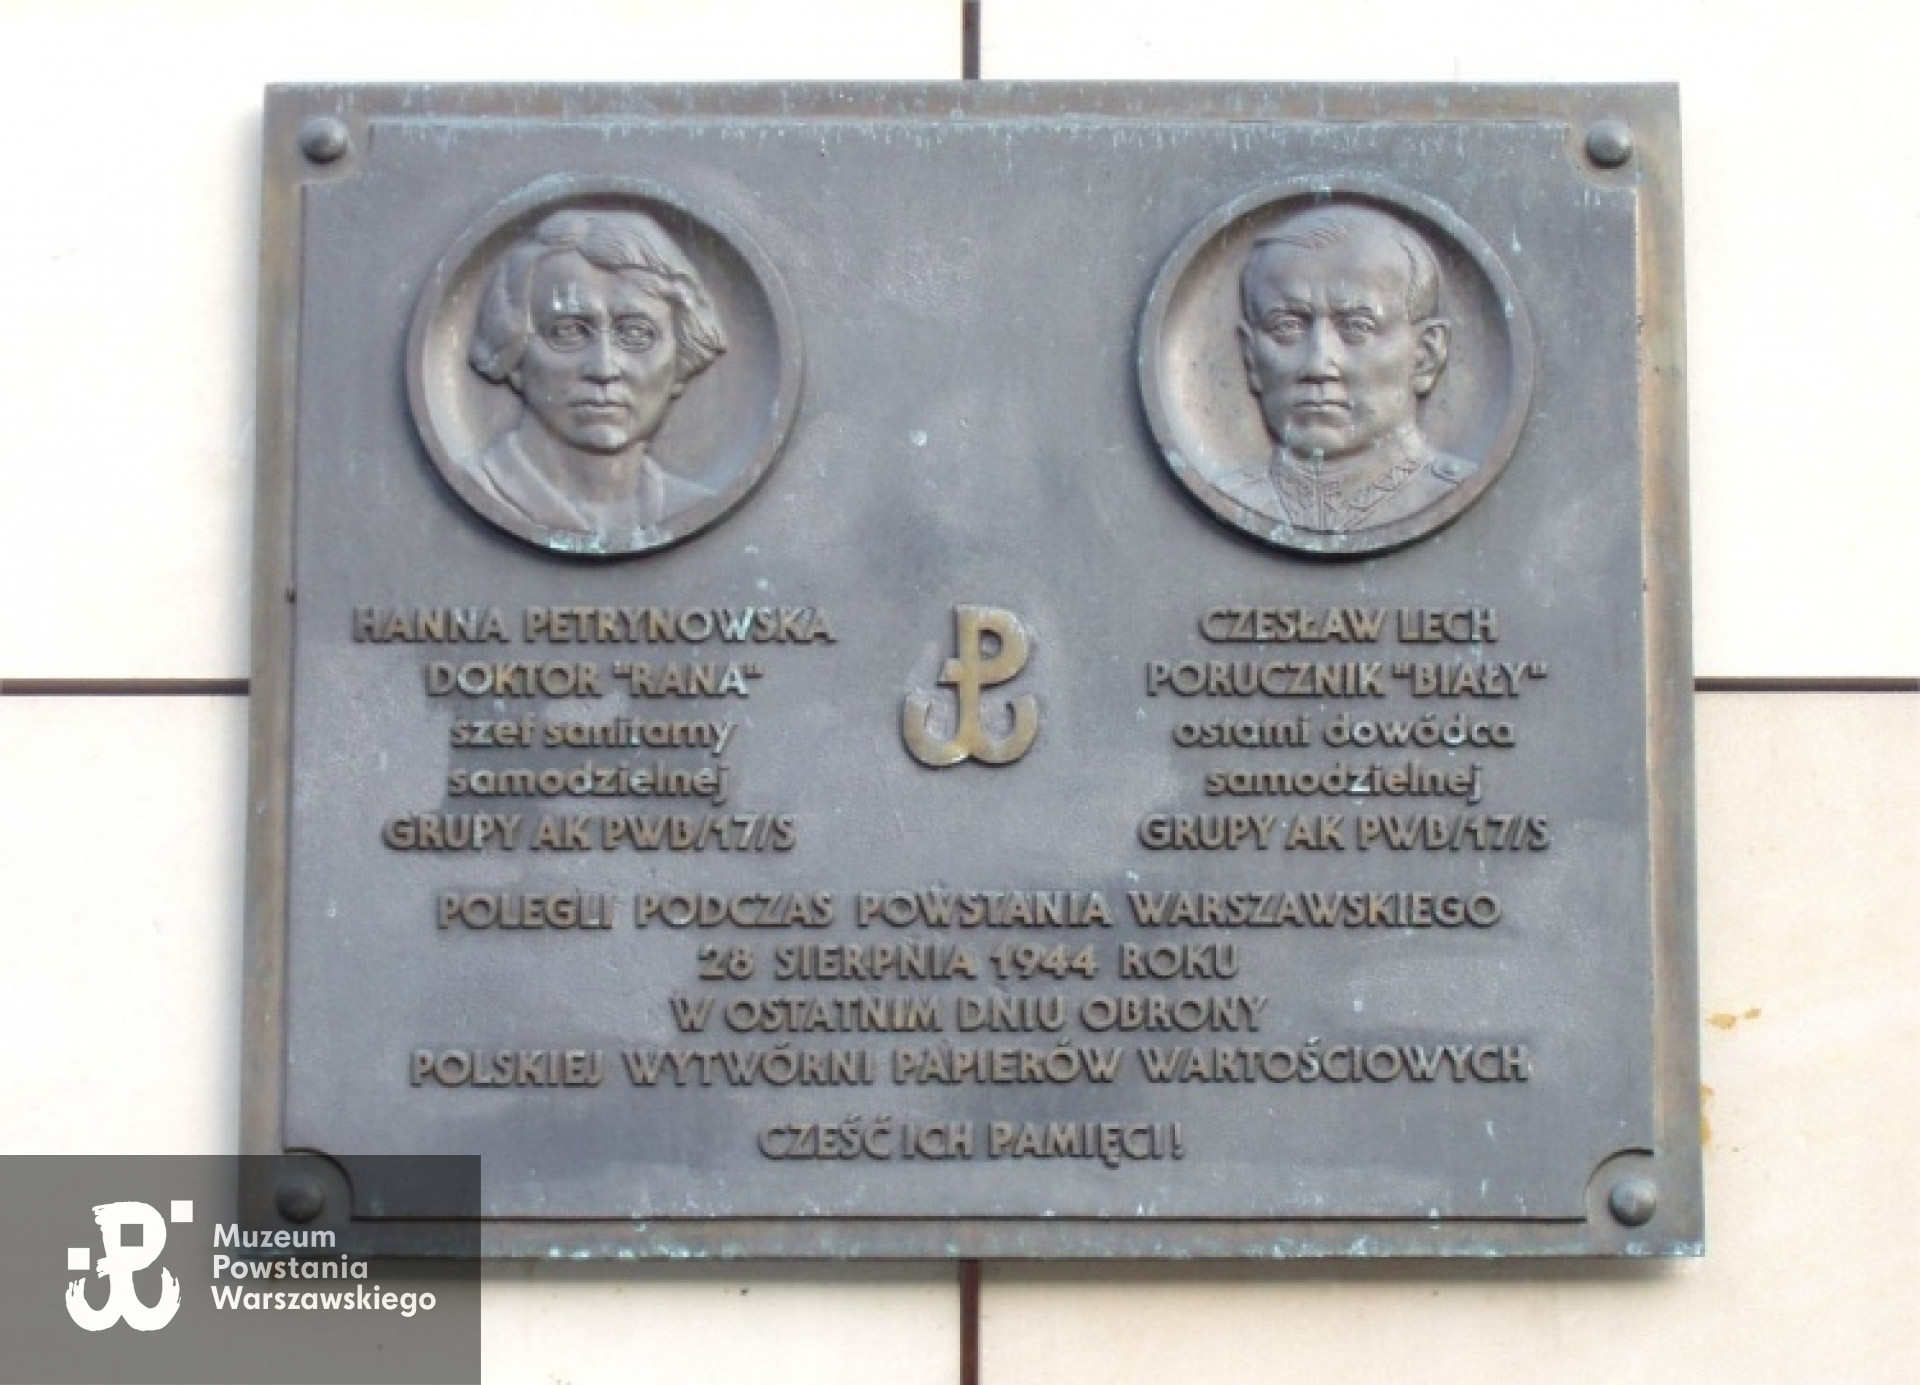 HANNA PETRYNOWSKA
DOKTOR "RANA"
szef sanitarny
samodzielnej
GRUPY AK PWB/17/S
CZESŁAW LECH
PORUCZNIK "BIAŁY"
ostatni dowódca
samodzielnej
GRUPY AK PWB/17/S
POLEGLI PODCZAS POWSTANIA WARSZAWSKIEGO
28 SIERPNIA 1944 ROKU
W OSTATNIM DNIU OBRONY
POLSKIEJ WYTWÓRNI PAPIERÓW WARTOŚCIOWYCH
CZEŚĆ ICH PAMIĘCI!
Muzeum
Powstania
Warszawskiego